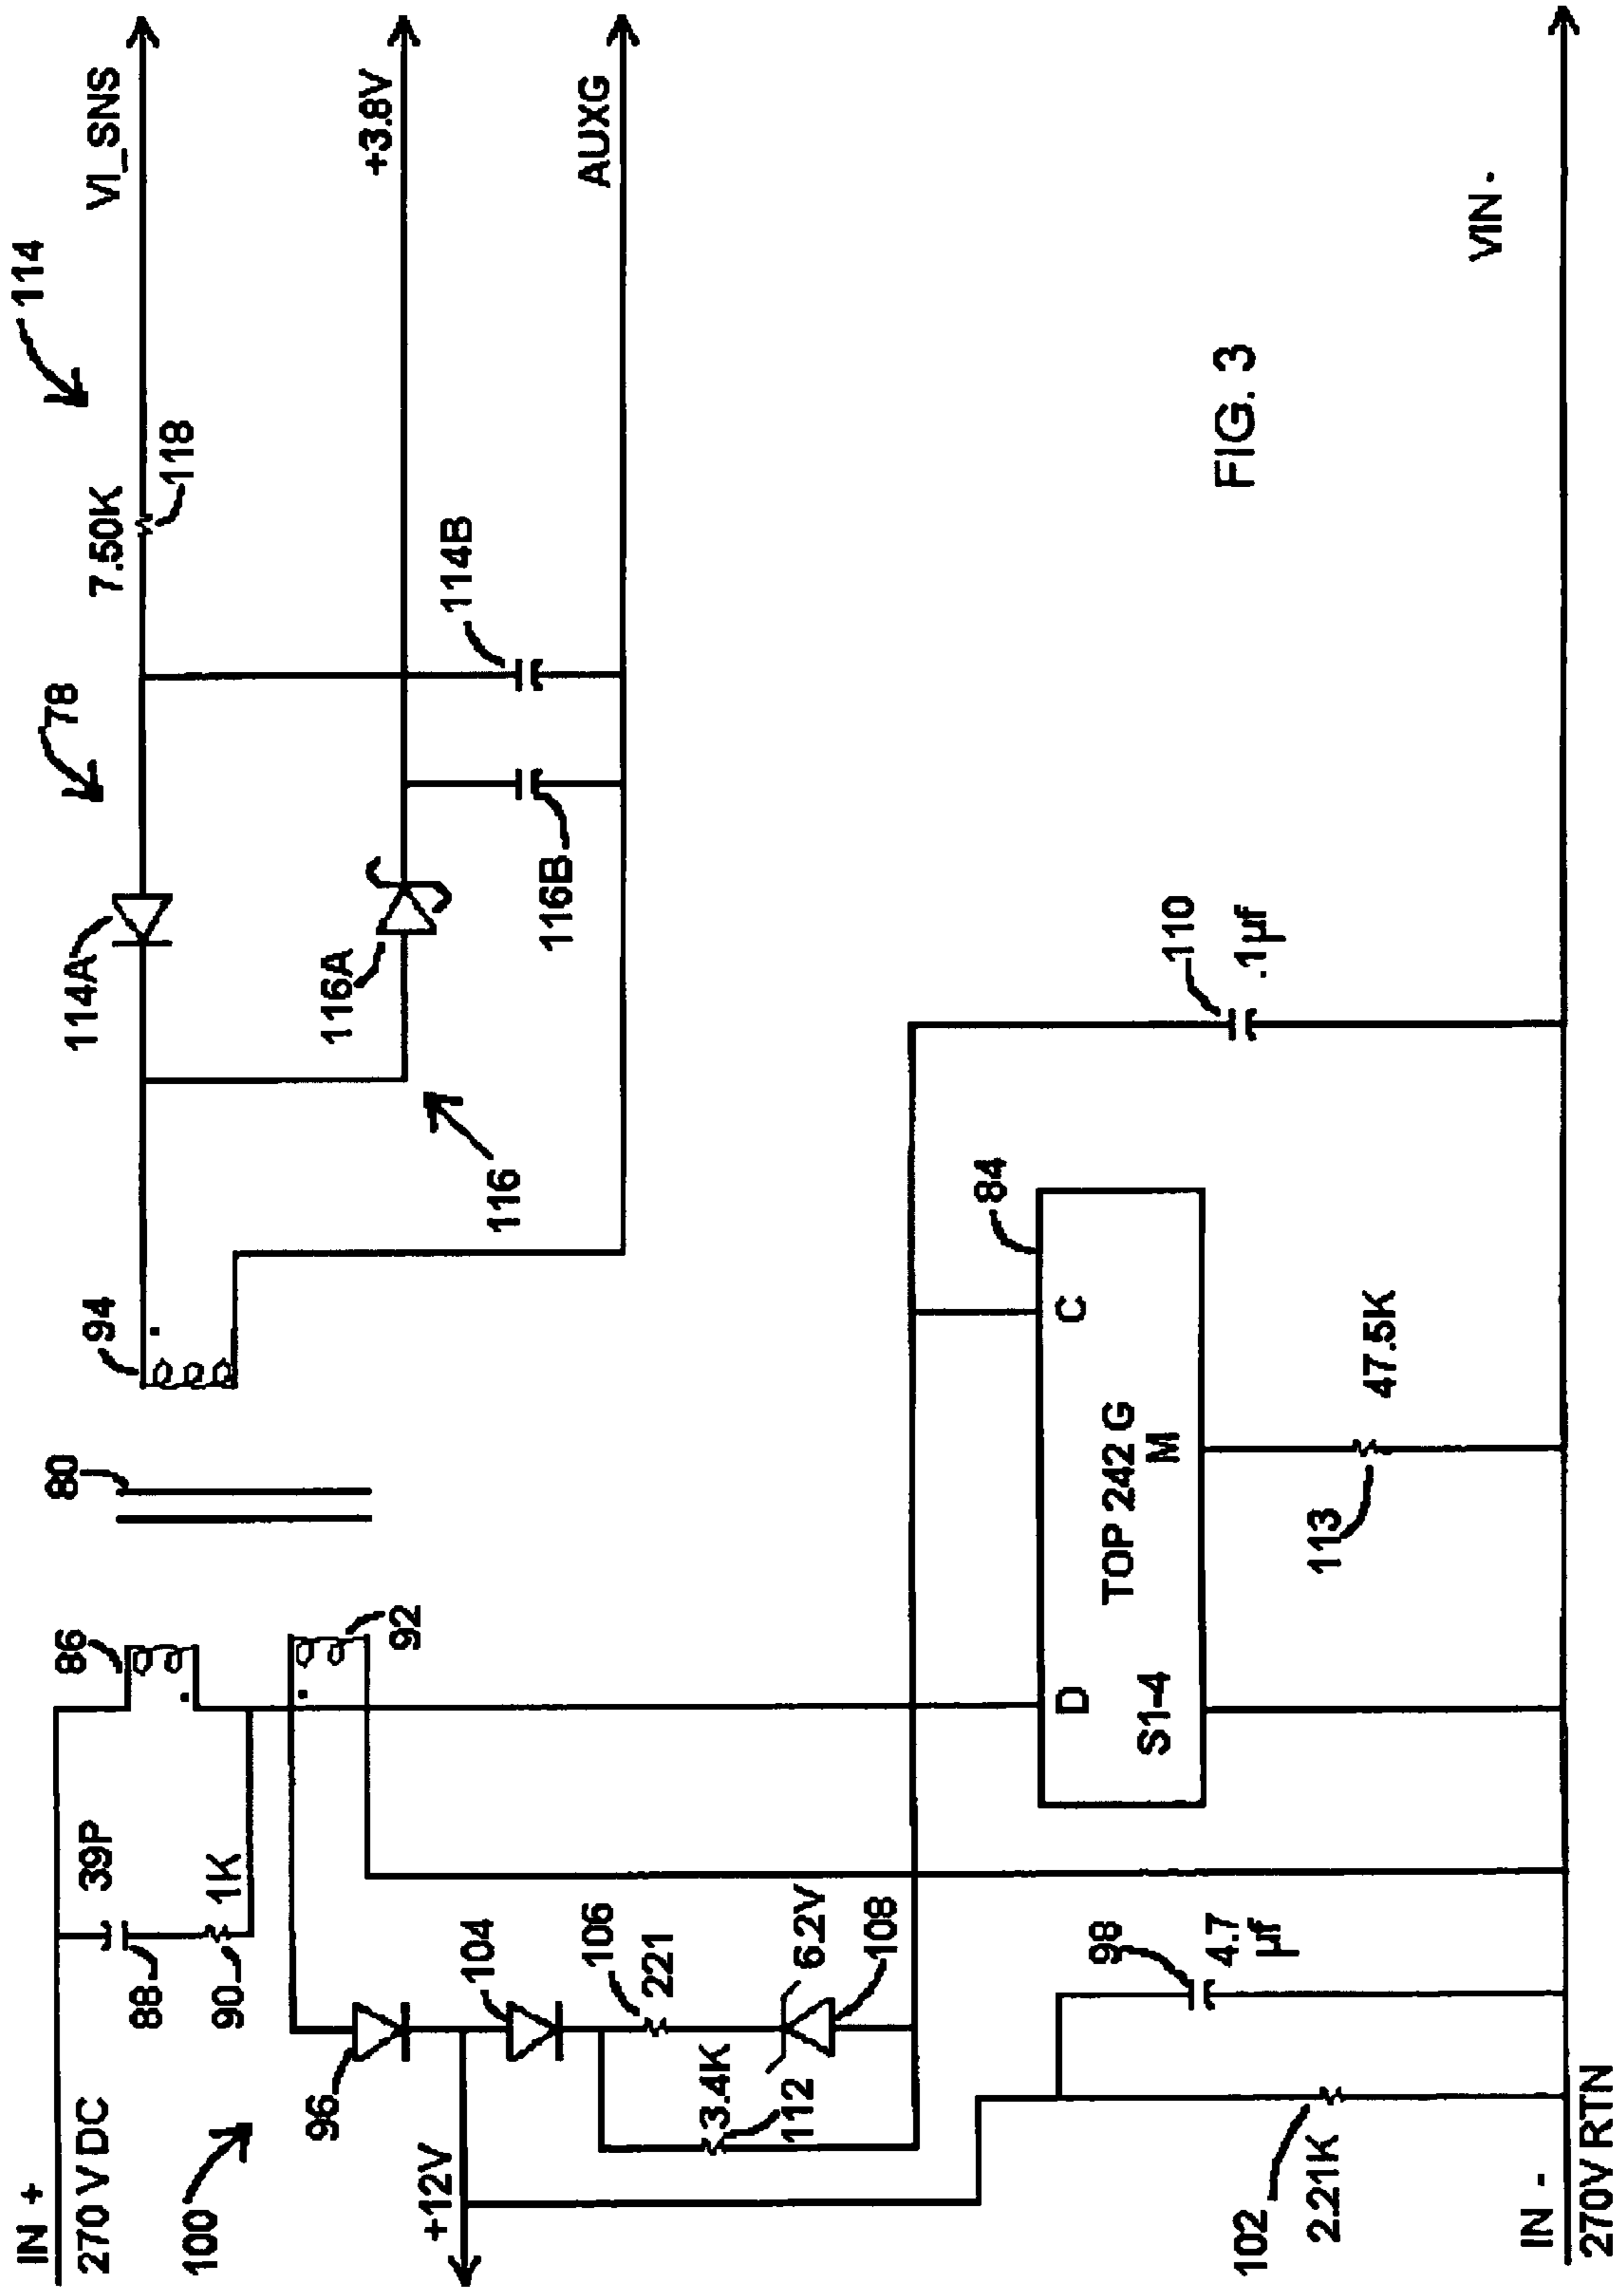 IN +
270 V DC
100
+12V
96
88
39P
90
1K
86
92
80
94
104
106
221
6.2V
108
3.4K
112
102
2.21K
98
4.7
µf
IN -
270V RTN
D
S1-4
TOP 242 G
M
C
84
113
47.5K
110
.1µf
114A
116A
116
116B
78
114B
7.50K
118
114
VI_SNS
+3.8V
AUXG
VIN -
FIG. 3